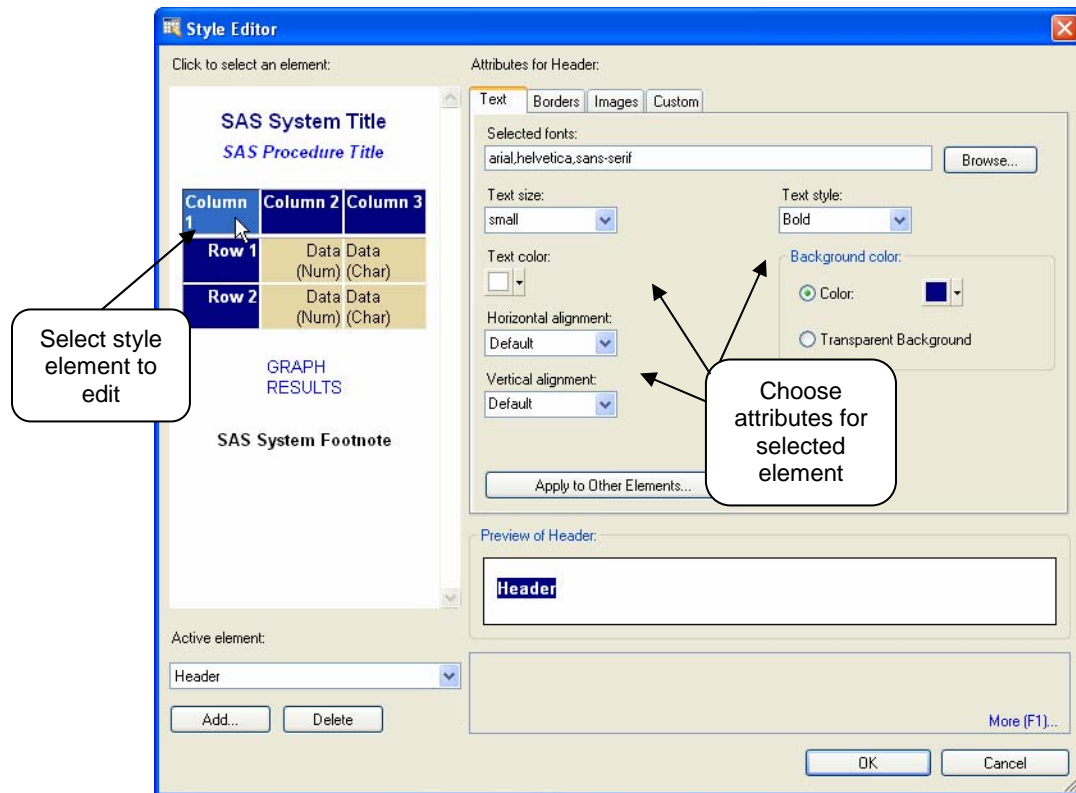 Style Editor
Click to select an element:
SAS System Title
SAS Procedure Title
Column
1
Column 2
Column 3
Row 1
Data
(Num)
Data
(Char)
Row 2
Data
(Num)
Data
(Char)
GRAPH
RESULTS
SAS System Footnote
Select style
element to
edit
Active element:
Header
Add...
Delete
Attributes for Header:
Text
Borders
Images
Custom
Selected fonts:
arial,helvetica,sans-serif
Browse...
Text size:
small
Text style:
Bold
Text color:
Background color:
Color:
Transparent Background
Horizontal alignment:
Default
Vertical alignment:
Default
Choose
attributes for
selected
element
Apply to Other Elements...
Preview of Header:
Header
More (F1)...
OK
Cancel